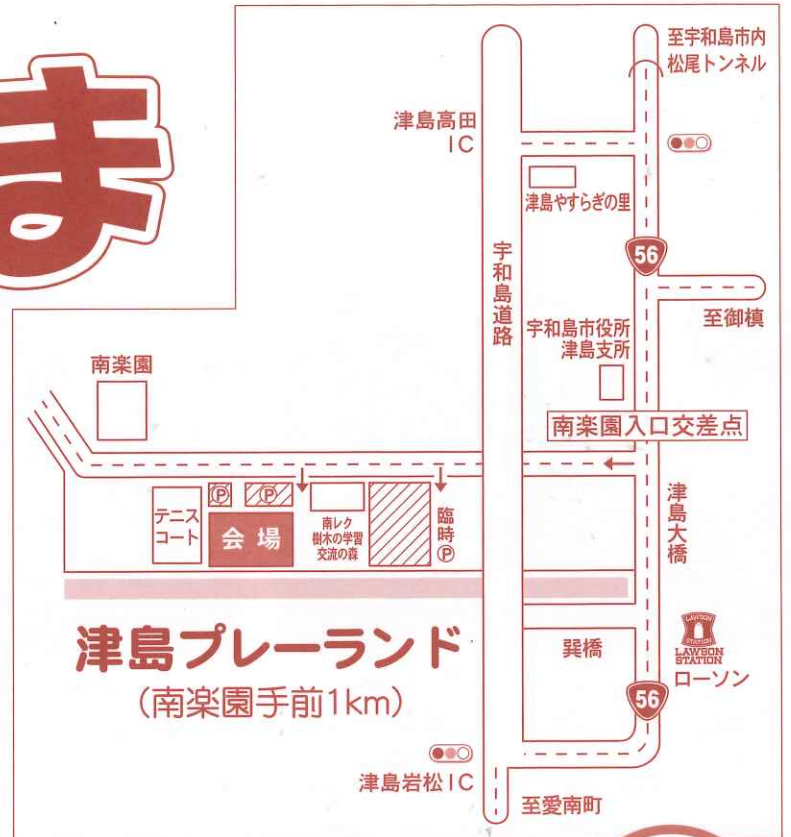 ま
至宇和島市内
松尾トンネル
津島高田
IC
津島やすらぎの里
宇和島道路
56
至御槙
宇和島市役所
津島支所
南楽園
南楽園入口交差点
テニス
コート
P
P
会場
南レク
樹木の学習
交流の森
臨時
P
津島大橋
津島プレーランド
(南楽園手前1km)
巽橋
LAWSON
STATION
LAWSON
STATION
ローソン
56
津島岩松IC
至愛南町